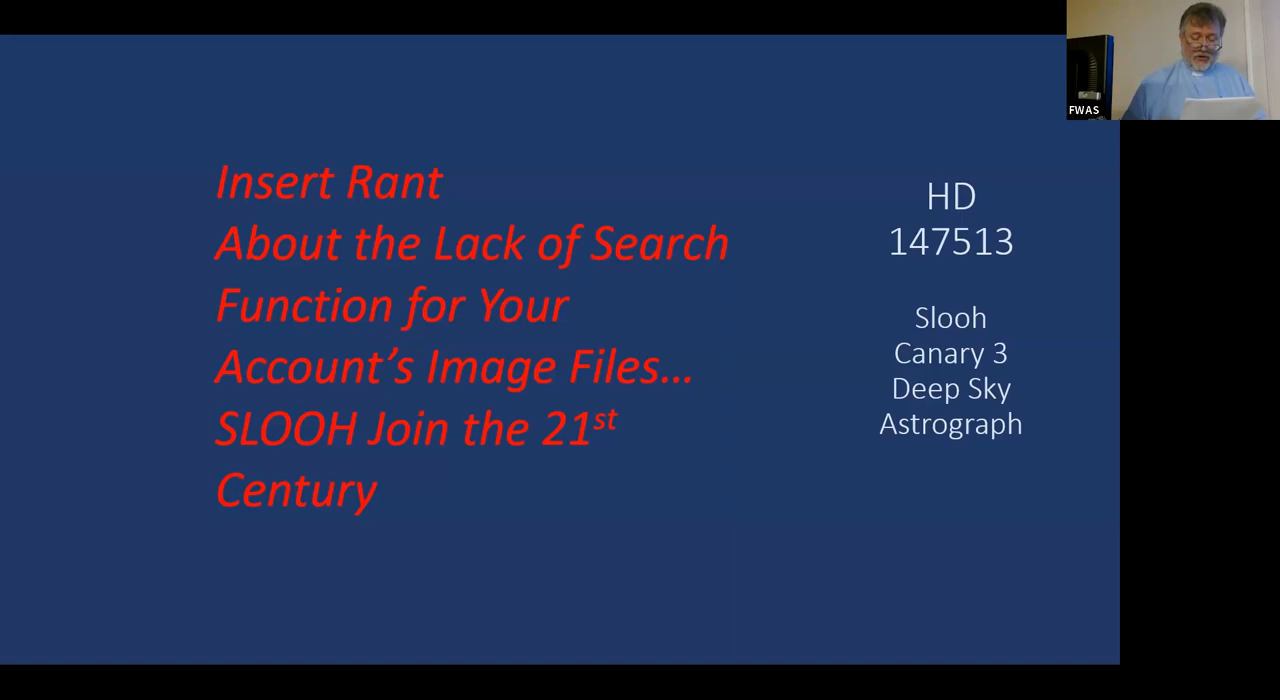 Insert Rant
About the Lack of Search
Function for Your
Account’s Image Files…
SLOOH Join the 21st
Century
HD
147513
Slooh
Canary 3
Deep Sky
Astrograph
FWAS